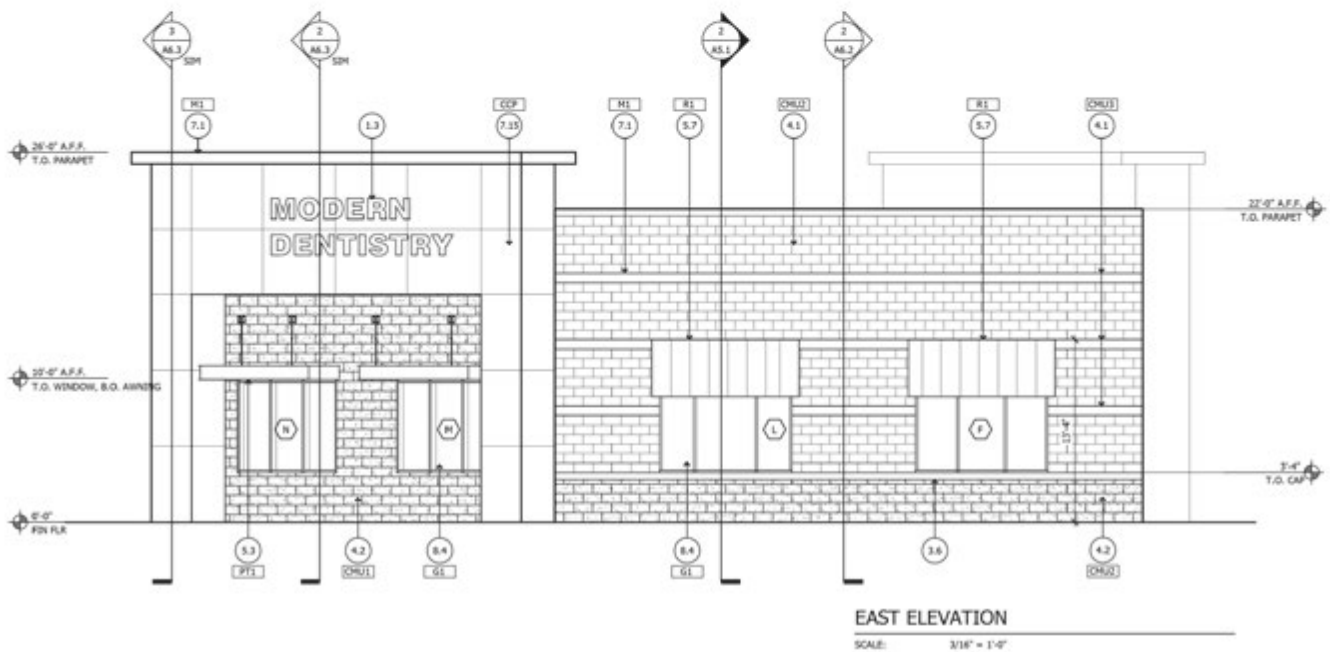 3
A6.3
SIM
2
A6.3
SIM
2
A5.1
2
A6.2
M1
7.1
1.3
CCP
7.15
M1
7.1
R1
5.7
CMU2
4.1
R1
5.7
CMU3
4.1
26'-0" A.F.F.
T.O. PARAPET
22'-0" A.F.F.
T.O. PARAPET
MODERN
DENTISTRY
10'-0" A.F.F.
T.O. WINDOW, B.O. AWNING
N
M
L
F
13'-4"
3'-4"
T.O. CAP
0'-0"
FIN FLR
5.3
PT1
4.2
CMU1
8.4
G1
8.4
G1
3.6
4.2
CMU2
EAST ELEVATION
SCALE: 3/16" = 1'-0"